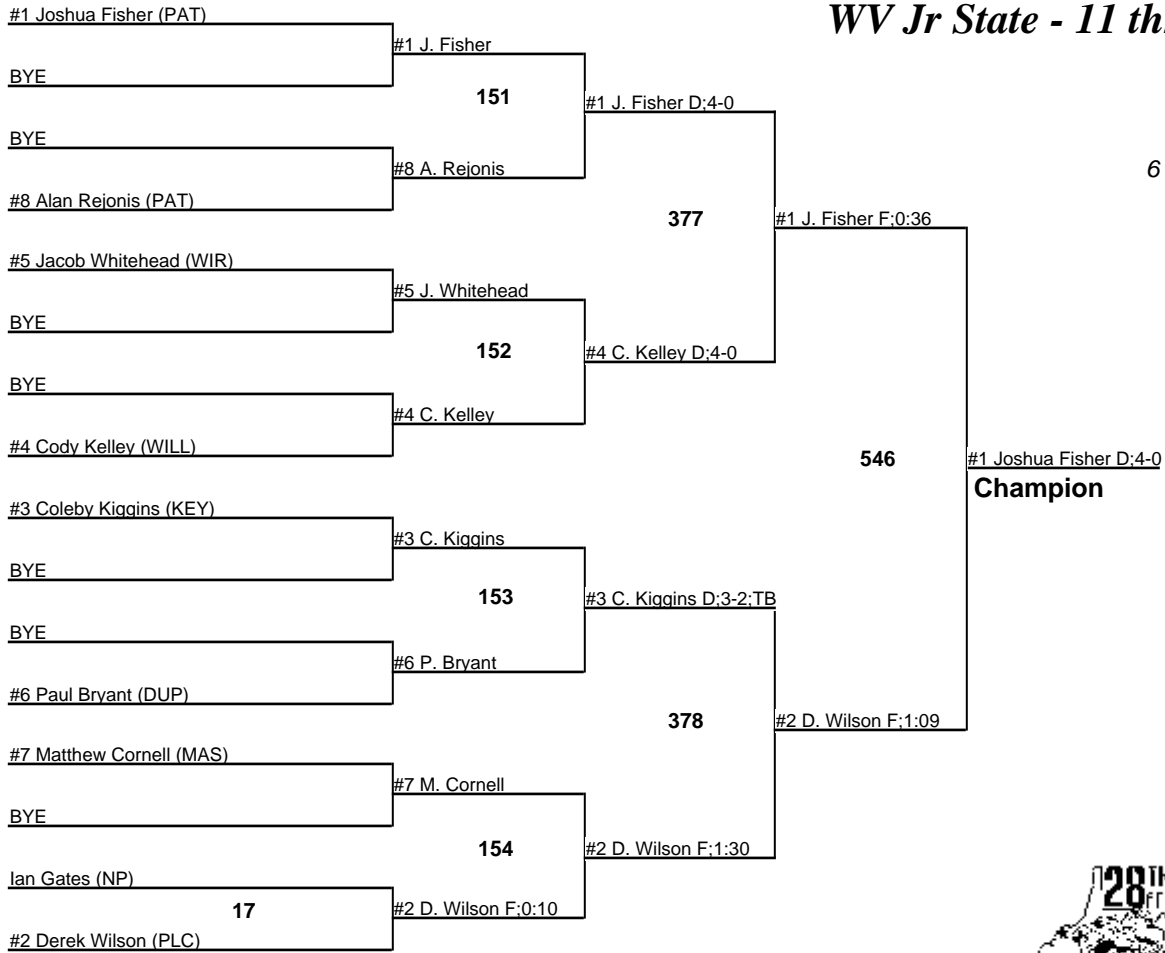 #1 Joshua Fisher (PAT)
WV Jr State - 11 th
#1 J. Fisher
BYE
151
#1 J. Fisher D;4-0
BYE
#8 A. Rejonis
6
#8 Alan Rejonis (PAT)
377
#1 J. Fisher F;0:36
#5 Jacob Whitehead (WIR)
#5 J. Whitehead
BYE
152
#4 C. Kelley D;4-0
BYE
#4 C. Kelley
#4 Cody Kelley (WILL)
546
#1 Joshua Fisher D;4-0
Champion
#3 Coleby Kiggins (KEY)
#3 C. Kiggins
BYE
153
#3 C. Kiggins D;3-2;TB
BYE
#6 P. Bryant
#6 Paul Bryant (DUP)
378
#2 D. Wilson F;1:09
#7 Matthew Cornell (MAS)
#7 M. Cornell
BYE
154
#2 D. Wilson F;1:30
Ian Gates (NP)
17
#2 D. Wilson F;0:10
#2 Derek Wilson (PLC)
28